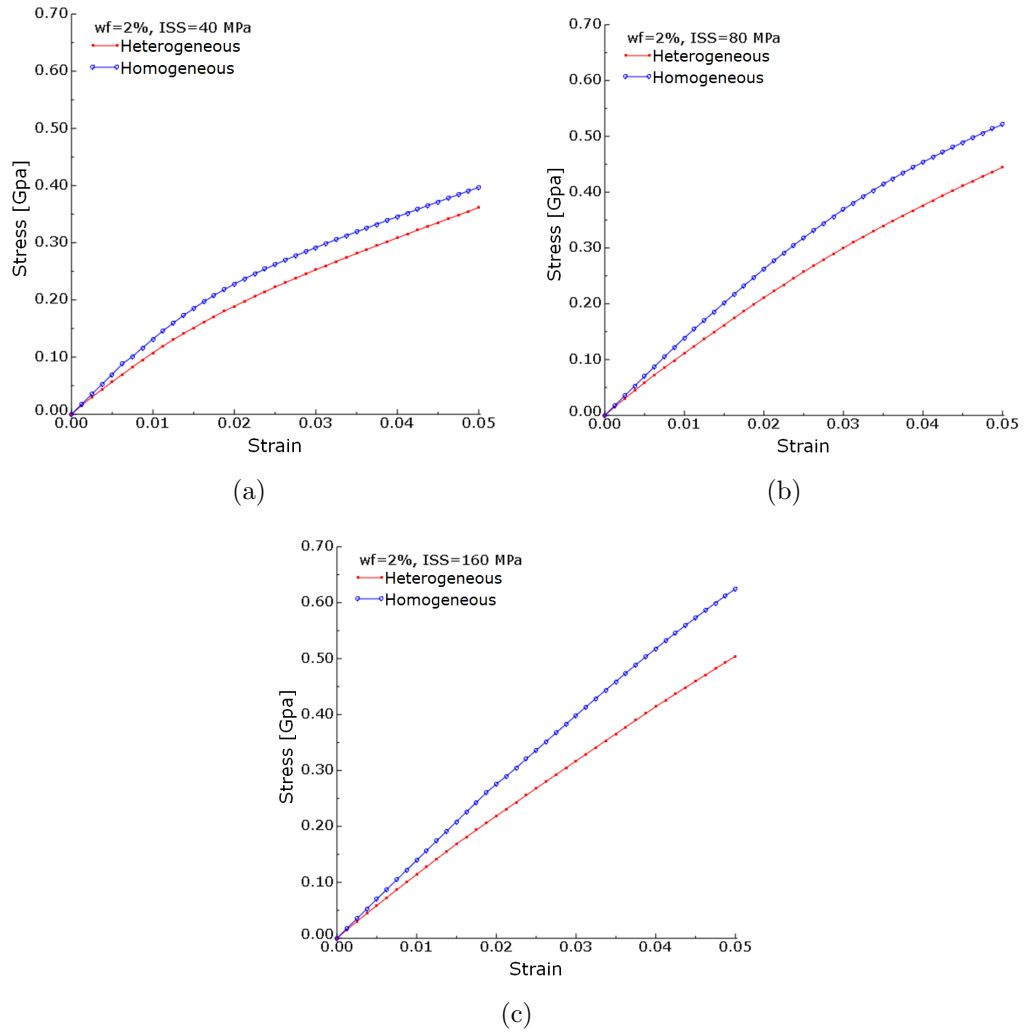 0.70
wf=2%, ISS=40 MPa
Heterogeneous
Homogeneous
0.60
0.50
0.40
0.30
0.20
0.10
0.00
Stress [Gpa]
0.00 0.01 0.02 0.03 0.04 0.05
Strain
(a)
0.70
wf=2%, ISS=80 MPa
Heterogeneous
Homogeneous
0.60
0.50
0.40
0.30
0.20
0.10
0.00
Stress [Gpa]
0.00 0.01 0.02 0.03 0.04 0.05
Strain
(b)
0.70
wf=2%, ISS=160 MPa
Heterogeneous
Homogeneous
0.60
0.50
0.40
0.30
0.20
0.10
0.00
Stress [Gpa]
0.00 0.01 0.02 0.03 0.04 0.05
Strain
(c)